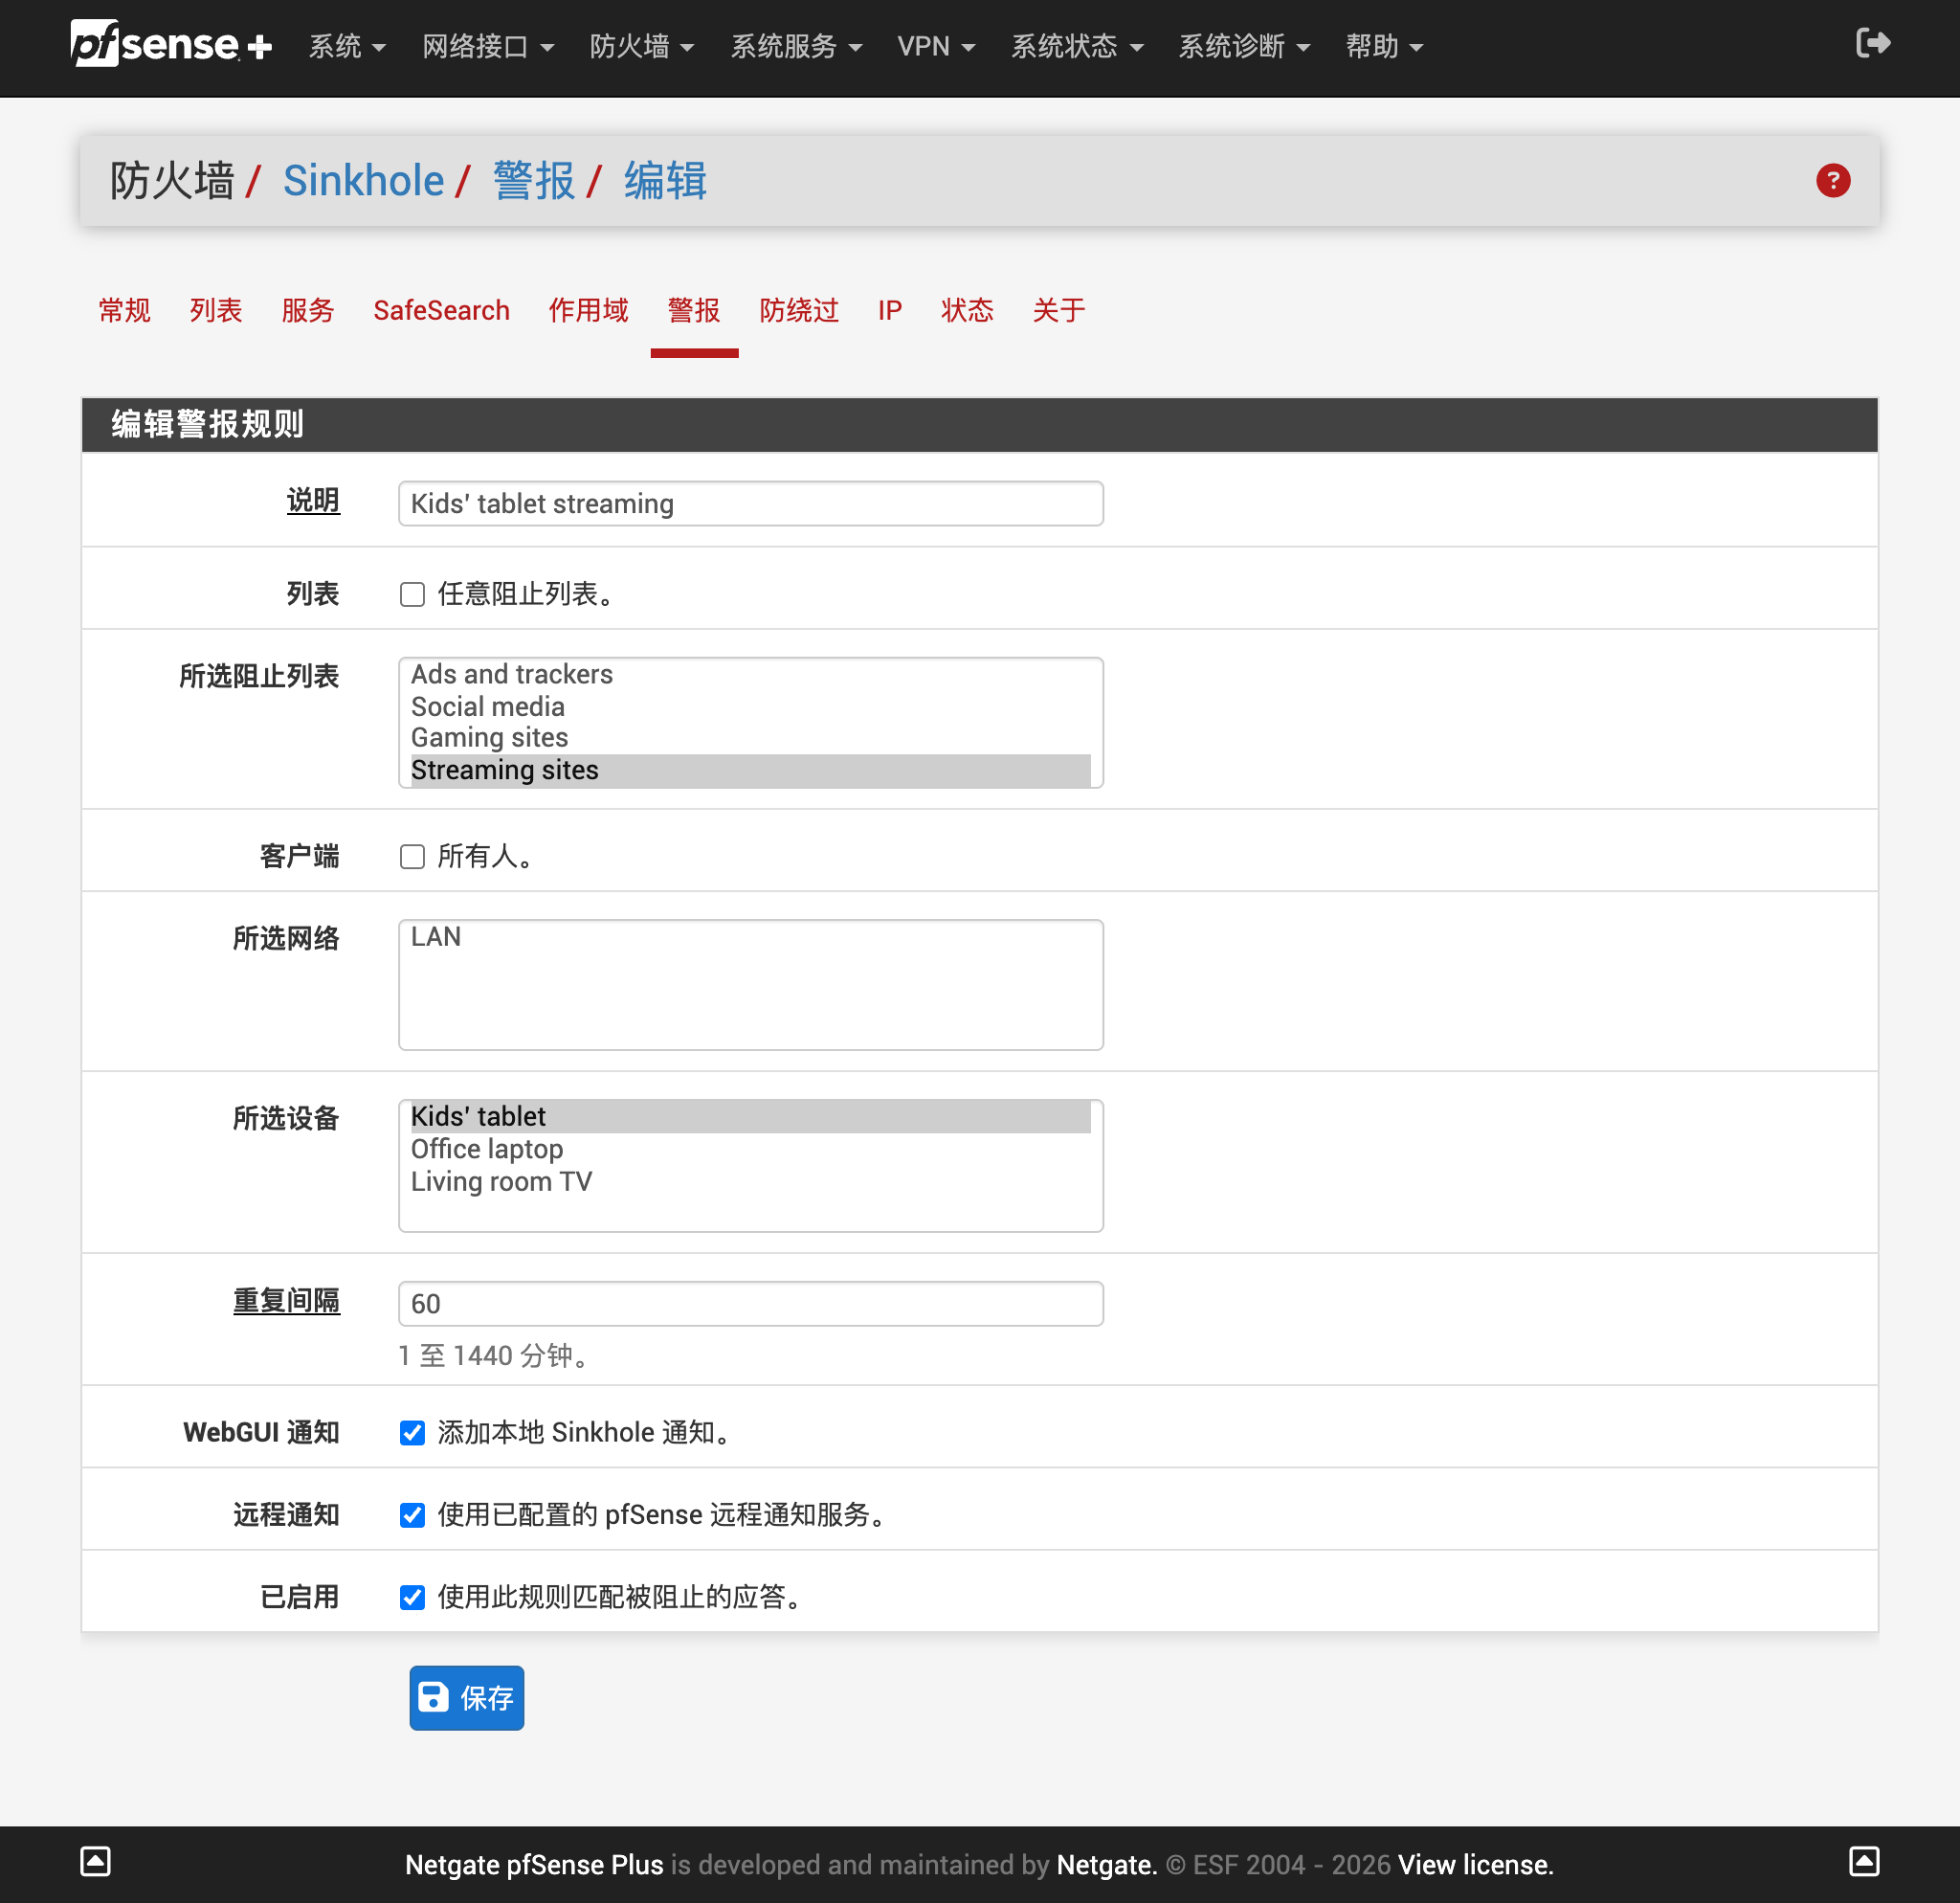 pfsense+ 系统 网络接口 防火墙 系统服务 VPN 系统状态 系统诊断 帮助
防火墙 / Sinkhole / 警报 / 编辑
常规 列表 服务 SafeSearch 作用域 警报 防绕过 IP 状态 关于
编辑警报规则
说明 Kids' tablet streaming
列表 任意阻止列表。
所选阻止列表 Ads and trackers
Social media
Gaming sites
Streaming sites
客户端 所有人。
所选网络 LAN
所选设备 Kids' tablet
Office laptop
Living room TV
重复间隔 60
1 至 1440 分钟。
WebGUI 通知 添加本地 Sinkhole 通知。
远程通知 使用已配置的 pfSense 远程通知服务。
已启用 使用此规则匹配被阻止的应答。
保存
Netgate pfSense Plus is developed and maintained by Netgate. © ESF 2004 - 2026 View license.